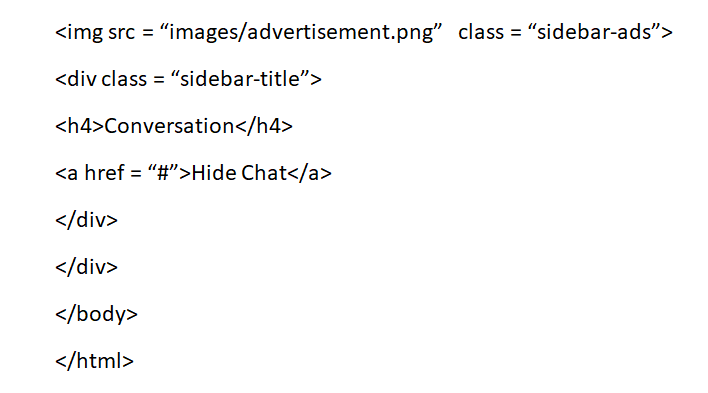 <img src = “images/advertisement.png”   class = “sidebar-ads”>
<div class = “sidebar-title”>
<h4>Conversation</h4>
<a href = “#”>Hide Chat</a>
</div>
</div>
</body>
</html>